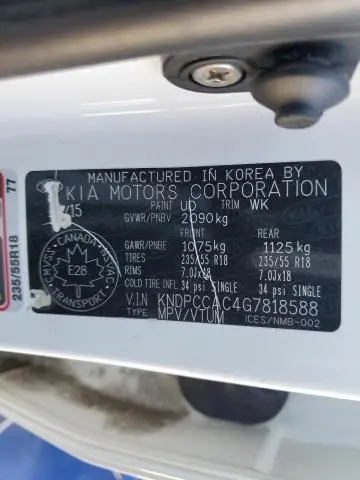 MANUFACTURED IN KOREA BY
KIA MOTORS CORPORATION
/15 PAINT UD TRIM WK
GVWR/PNBV 2090kg
FRONT REAR
GAWR/PNBE 1075kg 1125kg
TIRES 235/55 R18 235/55 R18
RIMS 7.0Jx18 7.0Jx18
COLD TIRE INFL 34 psi SINGLE 34 psi SINGLE
V.I.N KNDPCCAC4G7818588
TYPE MPV/VTUM ICES/NMB-002
CANADA
E28
TRANSPORT
77
235/55R18